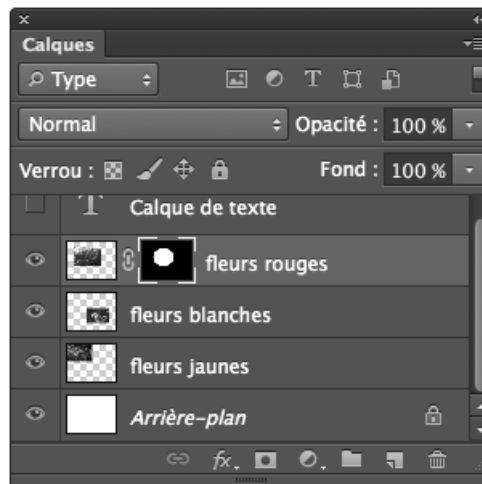 Calques
Type
Normal Opacité : 100 %
Verrou : Fond : 100 %
T Calque de texte
fleurs rouges
fleurs blanches
fleurs jaunes
Arrière-plan
fx.